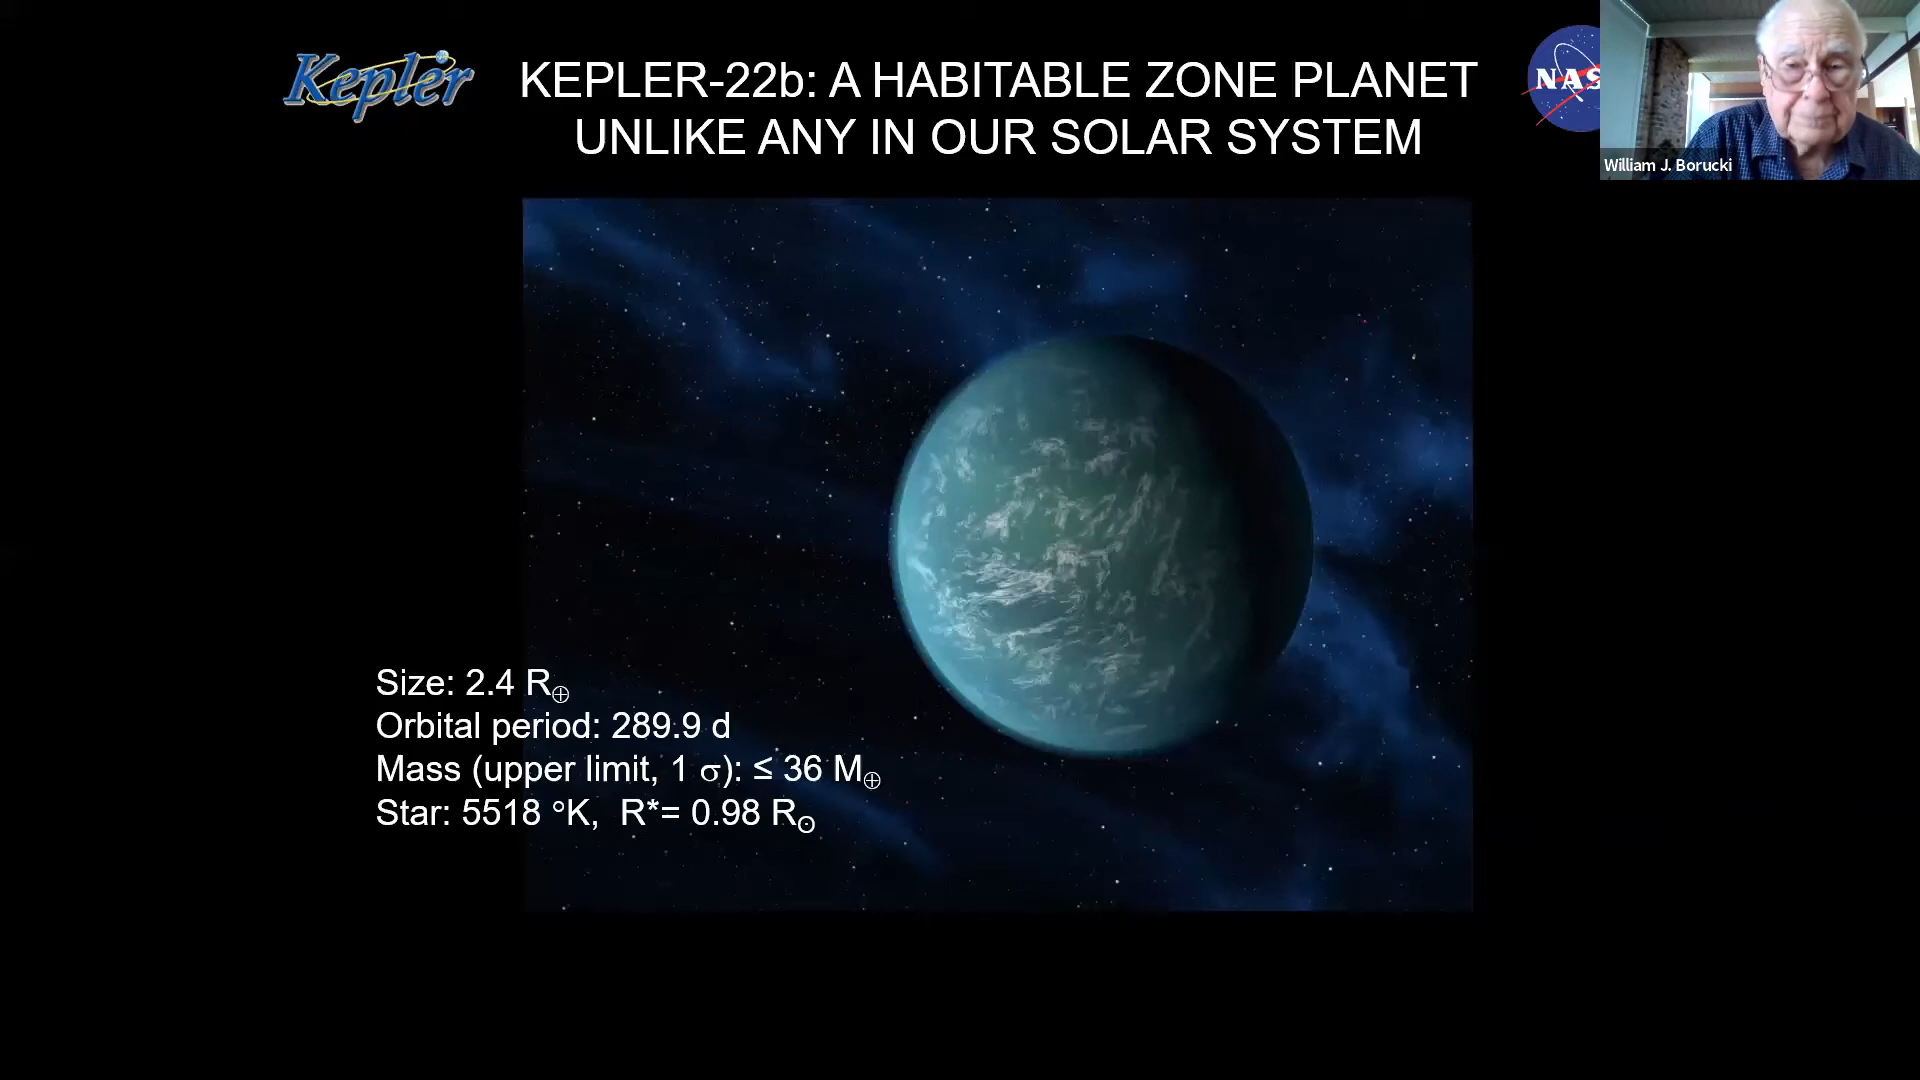 Kepler
KEPLER-22b: A HABITABLE ZONE PLANET
UNLIKE ANY IN OUR SOLAR SYSTEM
NAS
William J. Borucki
Size: 2.4 R⊕
Orbital period: 289.9 d
Mass (upper limit, 1 σ): ≤ 36 M⊕
Star: 5518 °K,  R*= 0.98 R⊙